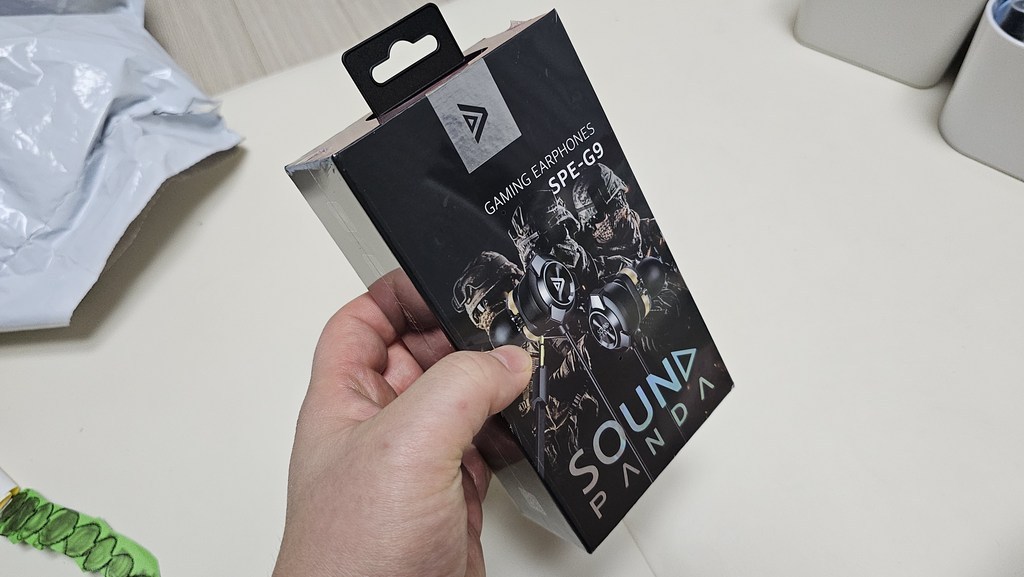 GAMING EARPHONES
SPE-G9
SOUND
PANDA